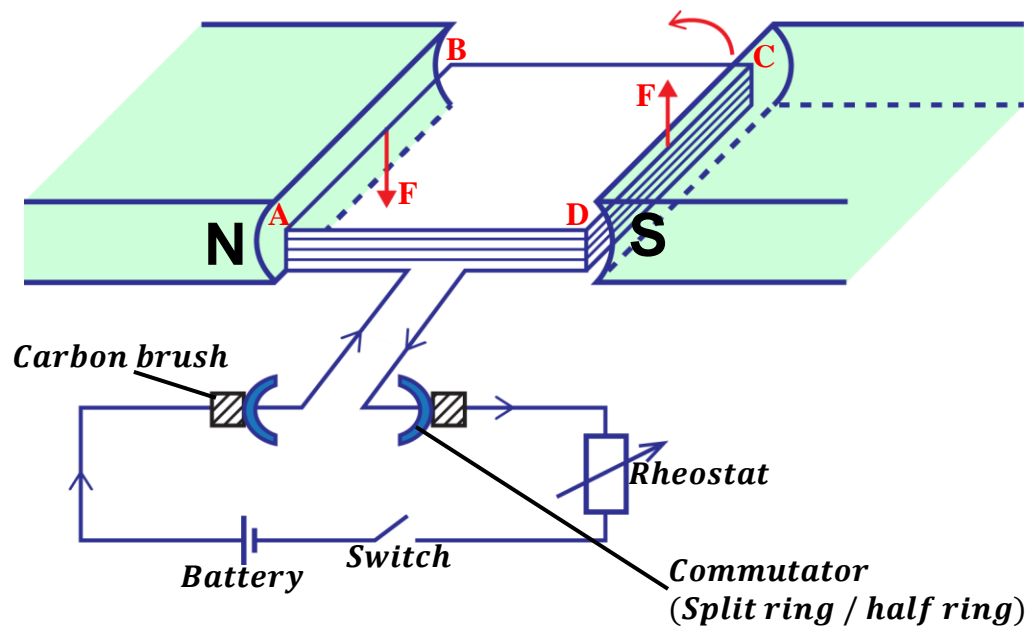 B
C
F
F
A
D
N
S
Carbon brush
Rheostat
Switch
Battery
Commutator
(Split ring / half ring)